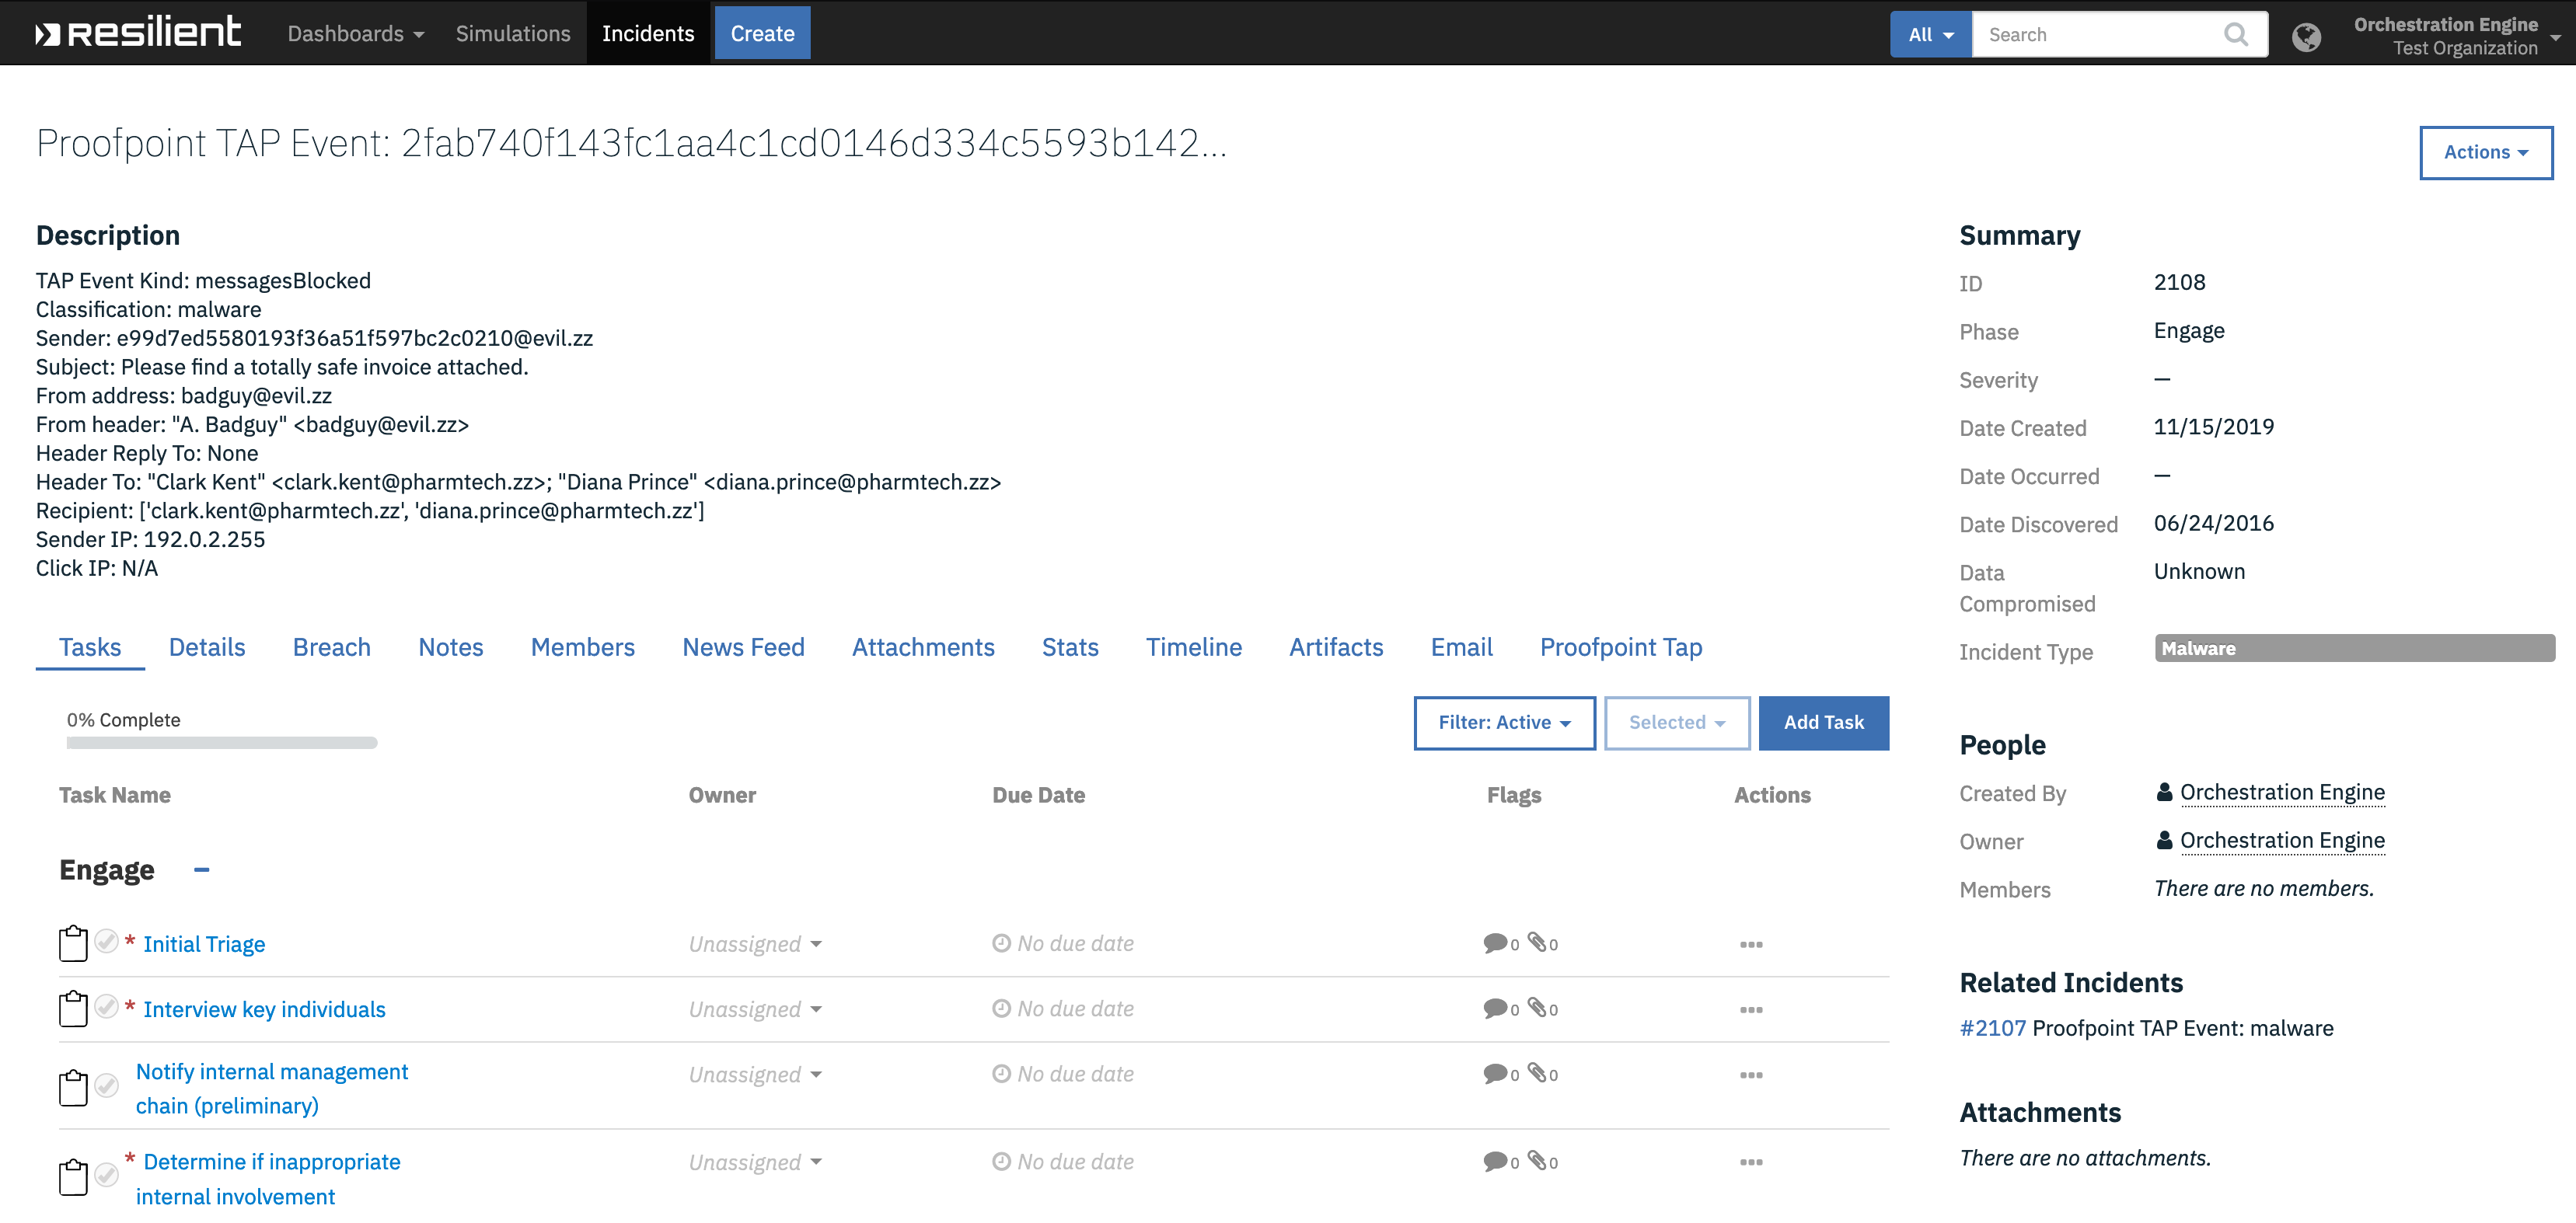 resilient Dashboards Simulations Incidents Create All Search Orchestration Engine
Test Organization
Proofpoint TAP Event: 2fab740f143fc1aa4c1cd0146d334c5593b142...
Actions
Description
TAP Event Kind: messagesBlocked
Classification: malware
Sender: e99d7ed5580193f36a51f597bc2c0210@evil.zz
Subject: Please find a totally safe invoice attached.
From address: badguy@evil.zz
From header: "A. Badguy" <badguy@evil.zz>
Header Reply To: None
Header To: "Clark Kent" <clark.kent@pharmtech.zz>; "Diana Prince" <diana.prince@pharmtech.zz>
Recipient: ['clark.kent@pharmtech.zz', 'diana.prince@pharmtech.zz']
Sender IP: 192.0.2.255
Click IP: N/A
Tasks Details Breach Notes Members News Feed Attachments Stats Timeline Artifacts Email Proofpoint Tap
0% Complete
Filter: Active Selected Add Task
Task Name Owner Due Date Flags Actions
Engage –
* Initial Triage Unassigned No due date 0 0 ...
* Interview key individuals Unassigned No due date 0 0 ...
Notify internal management Unassigned No due date 0 0 ...
chain (preliminary)
* Determine if inappropriate Unassigned No due date 0 0 ...
internal involvement
Summary
ID 2108
Phase Engage
Severity —
Date Created 11/15/2019
Date Occurred —
Date Discovered 06/24/2016
Data Unknown
Compromised
Incident Type Malware
People
Created By Orchestration Engine
Owner Orchestration Engine
Members There are no members.
Related Incidents
#2107 Proofpoint TAP Event: malware
Attachments
There are no attachments.